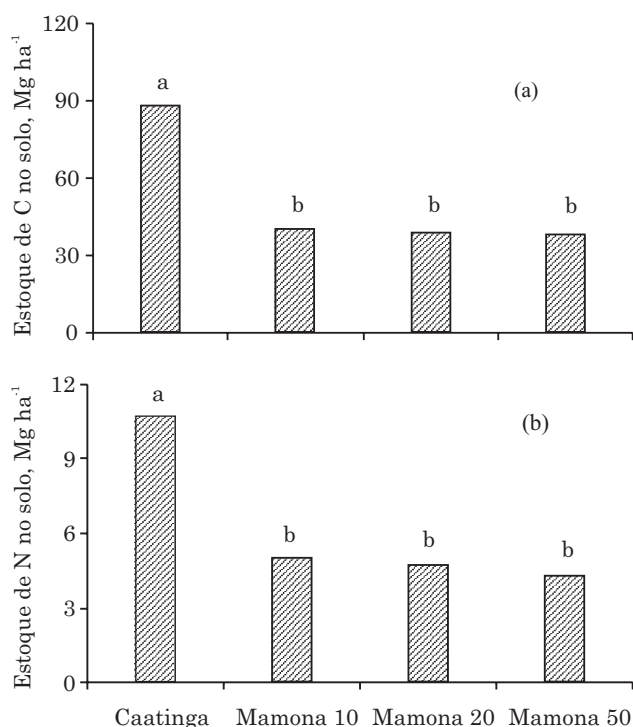 120
90
60
30
0
Estoque de C no solo, Mg ha⁻¹
a
b
b
b
(a)
12
9
6
3
0
Estoque de N no solo, Mg ha⁻¹
a
b
b
b
(b)
Caatinga Mamona 10 Mamona 20 Mamona 50